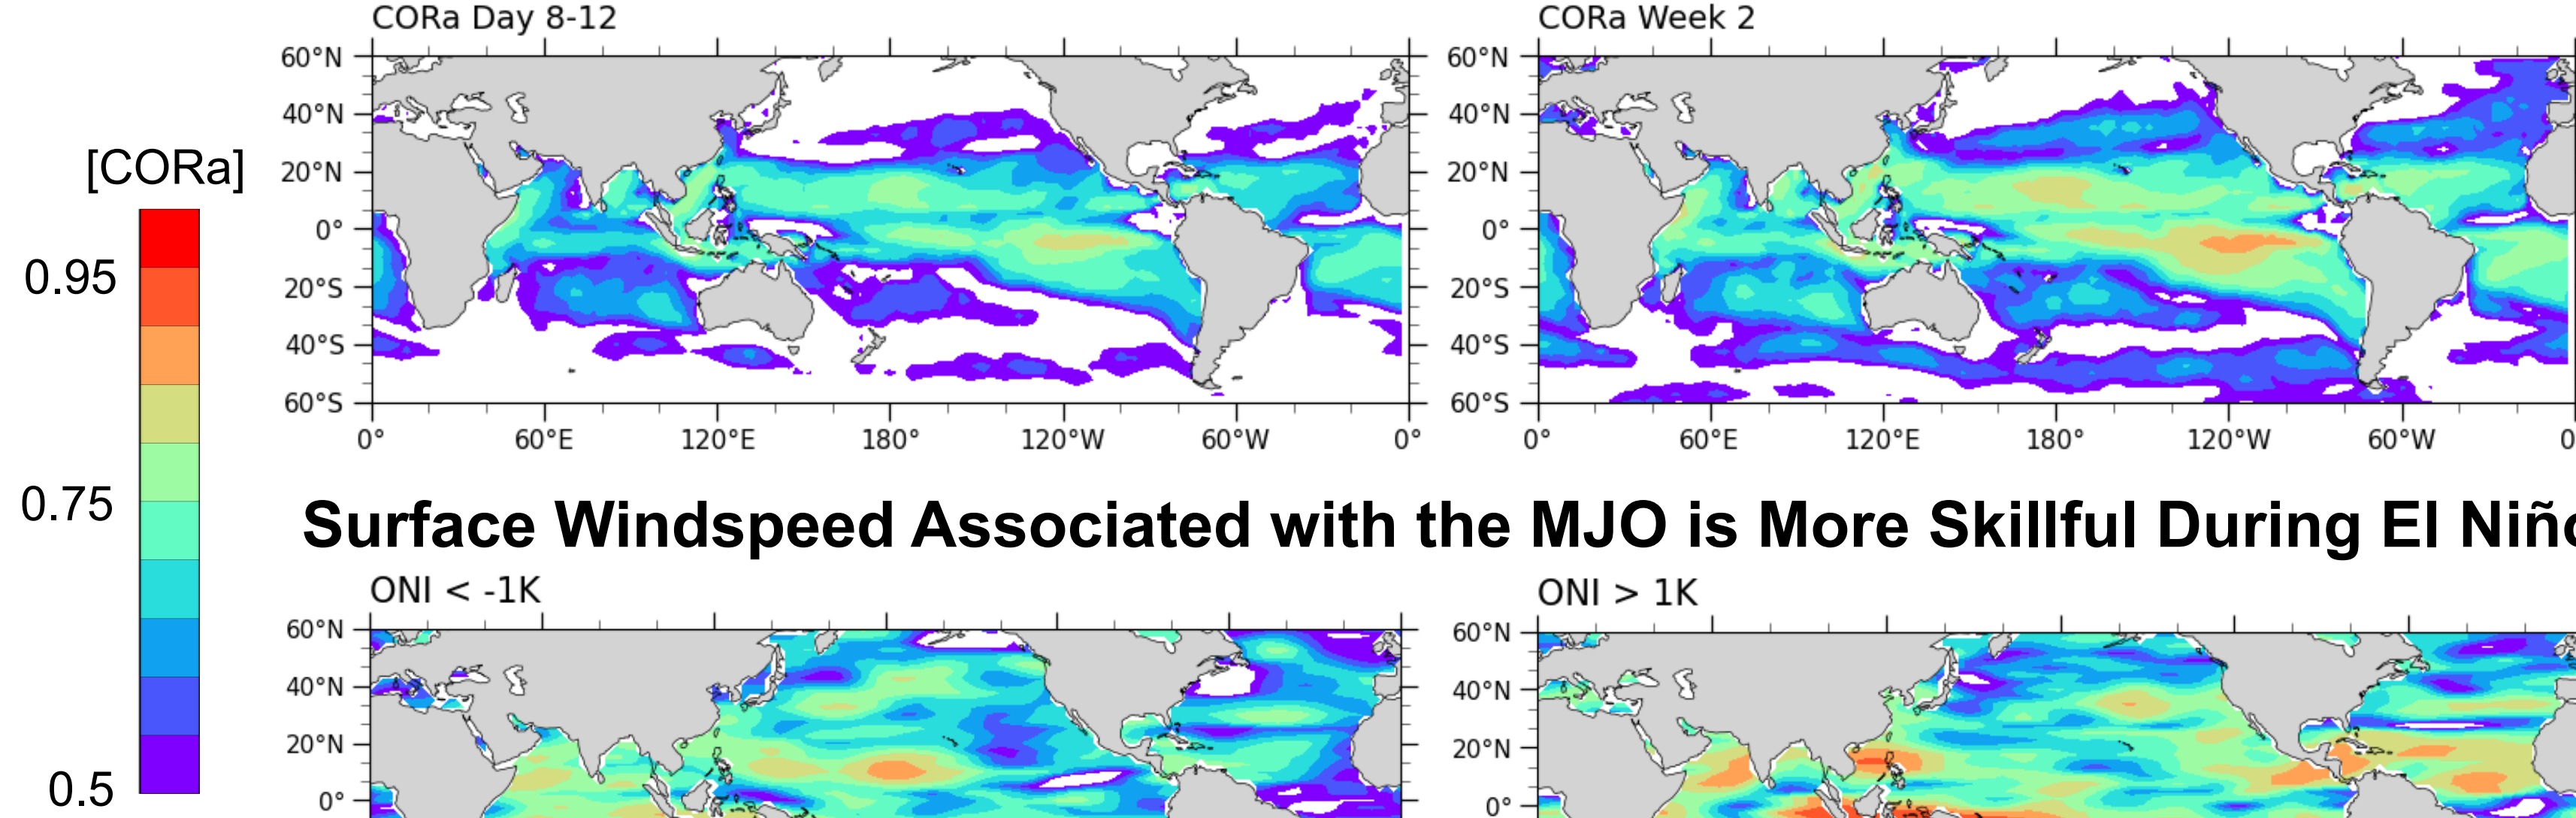 CORa Day 8-12
CORa Week 2
[CORa]
0.95
0.75
0.5
60°N
40°N
20°N
0°
20°S
40°S
60°S
0°
60°E
120°E
180°
120°W
60°W
0°
60°N
40°N
20°N
0°
20°S
40°S
60°S
0°
60°E
120°E
180°
120°W
60°W
0
Surface Windspeed Associated with the MJO is More Skillful During El Niño
ONI < -1K
60°N
40°N
20°N
0°
ONI > 1K
60°N
40°N
20°N
0°